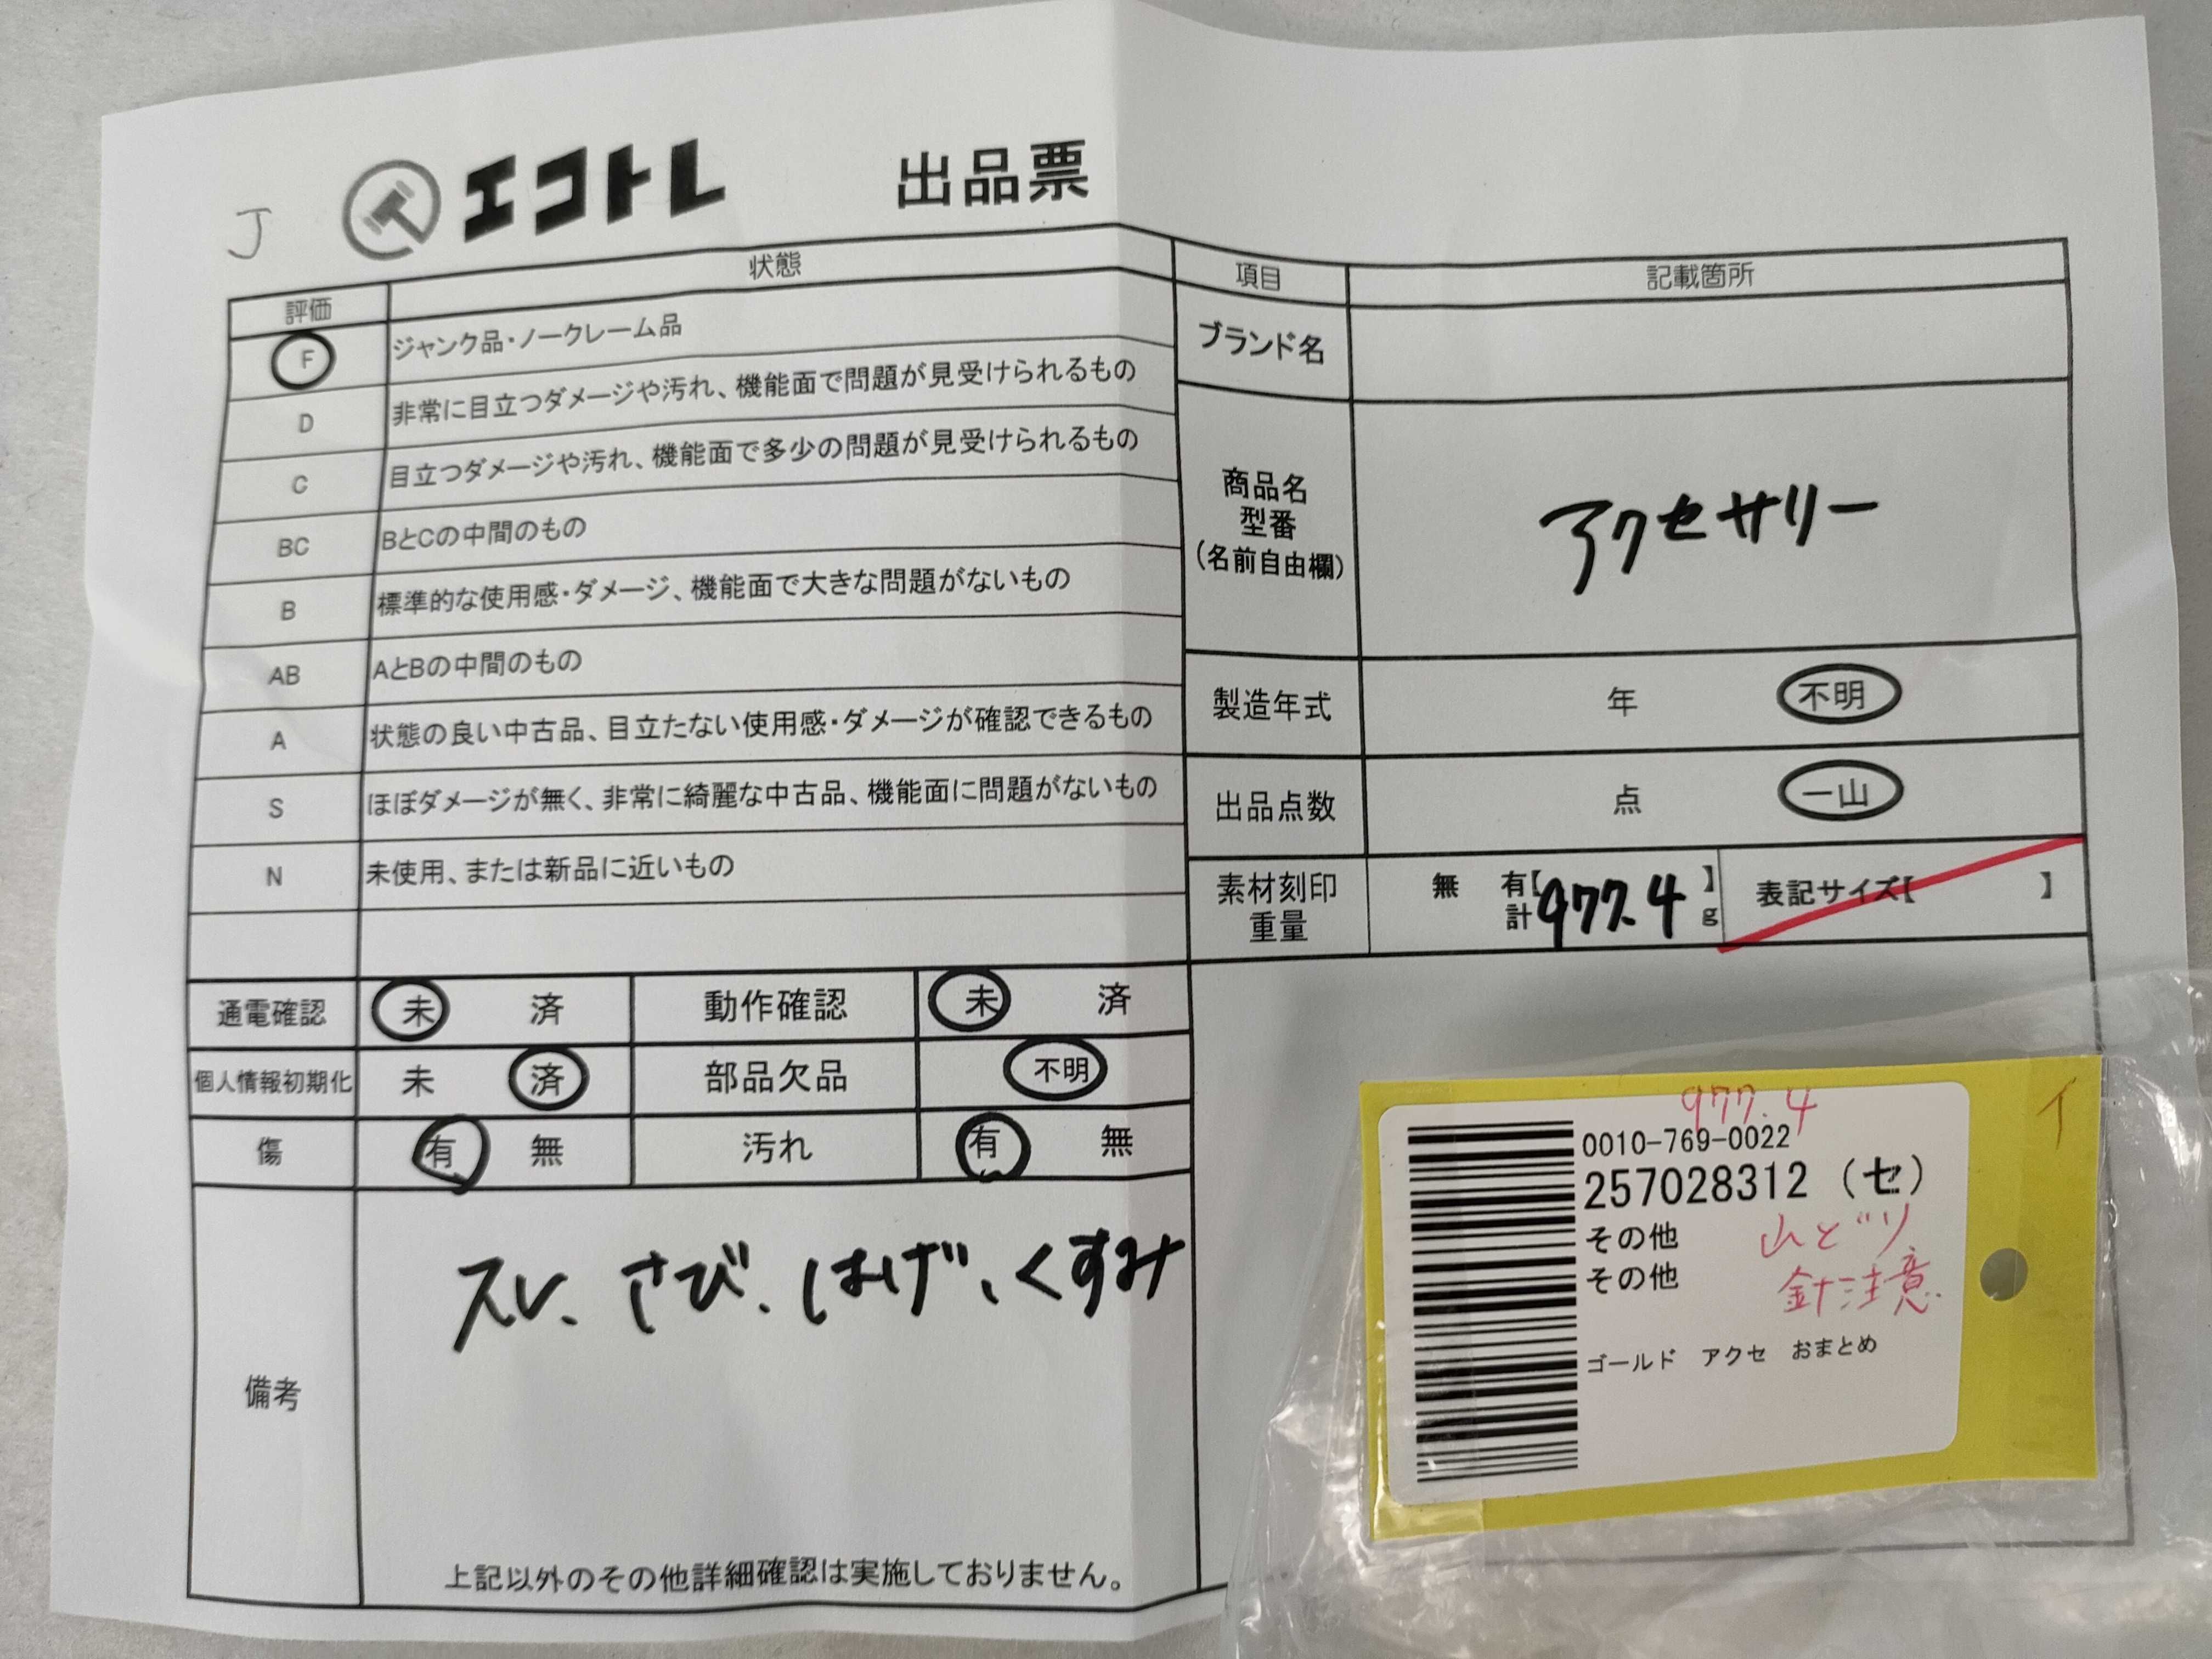 J
エコトレ 出品票
評価 状態
F ジャンク品・ノークレーム品
D 非常に目立つダメージや汚れ、機能面で問題が見受けられるもの
C 目立つダメージや汚れ、機能面で多少の問題が見受けられるもの
BC BとCの中間のもの
B 標準的な使用感・ダメージ、機能面で大きな問題がないもの
AB AとBの中間のもの
A 状態の良い中古品、目立たない使用感・ダメージが確認できるもの
S ほぼダメージが無く、非常に綺麗な中古品、機能面に問題がないもの
N 未使用、または新品に近いもの
通電確認 未 済 動作確認 未 済
個人情報初期化 未 済 部品欠品 不明
傷 有 無 汚れ 有 無
備考
スレ、さび、はげ、くすみ
上記以外のその他詳細確認は実施しておりません。
項目 記載箇所
ブランド名
商品名
型番
(名前自由欄)
アクセサリー
製造年式 年 不明
出品点数 点 一山
素材刻印 無 有【 】 表記サイズ【 】
重量 計 977.4 g
977.4
イ
0010-769-0022
257028312 (セ)
その他 山どり
その他 針注意
ゴールド アクセ おまとめ